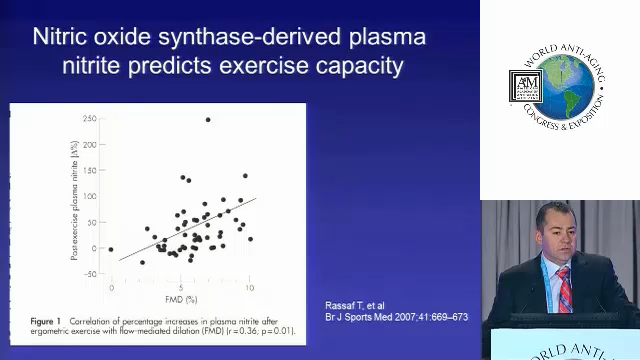 Nitric oxide synthase-derived plasma
nitrite predicts exercise capacity
WORLD ANTI-AGING
A4M
CONGRESS & EXPOSITION
Post-exercise plasma nitrite [Δ%]
250
200
150
100
50
0
−50
0
5
10
FMD (%)
Figure 1 Correlation of percentage increases in plasma nitrite after
ergometric exercise with flow-mediated dilation (FMD) (r = 0.36; p = 0.01).
Rassaf T, et al
Br J Sports Med 2007;41:669–673
WORLD ANTI-A